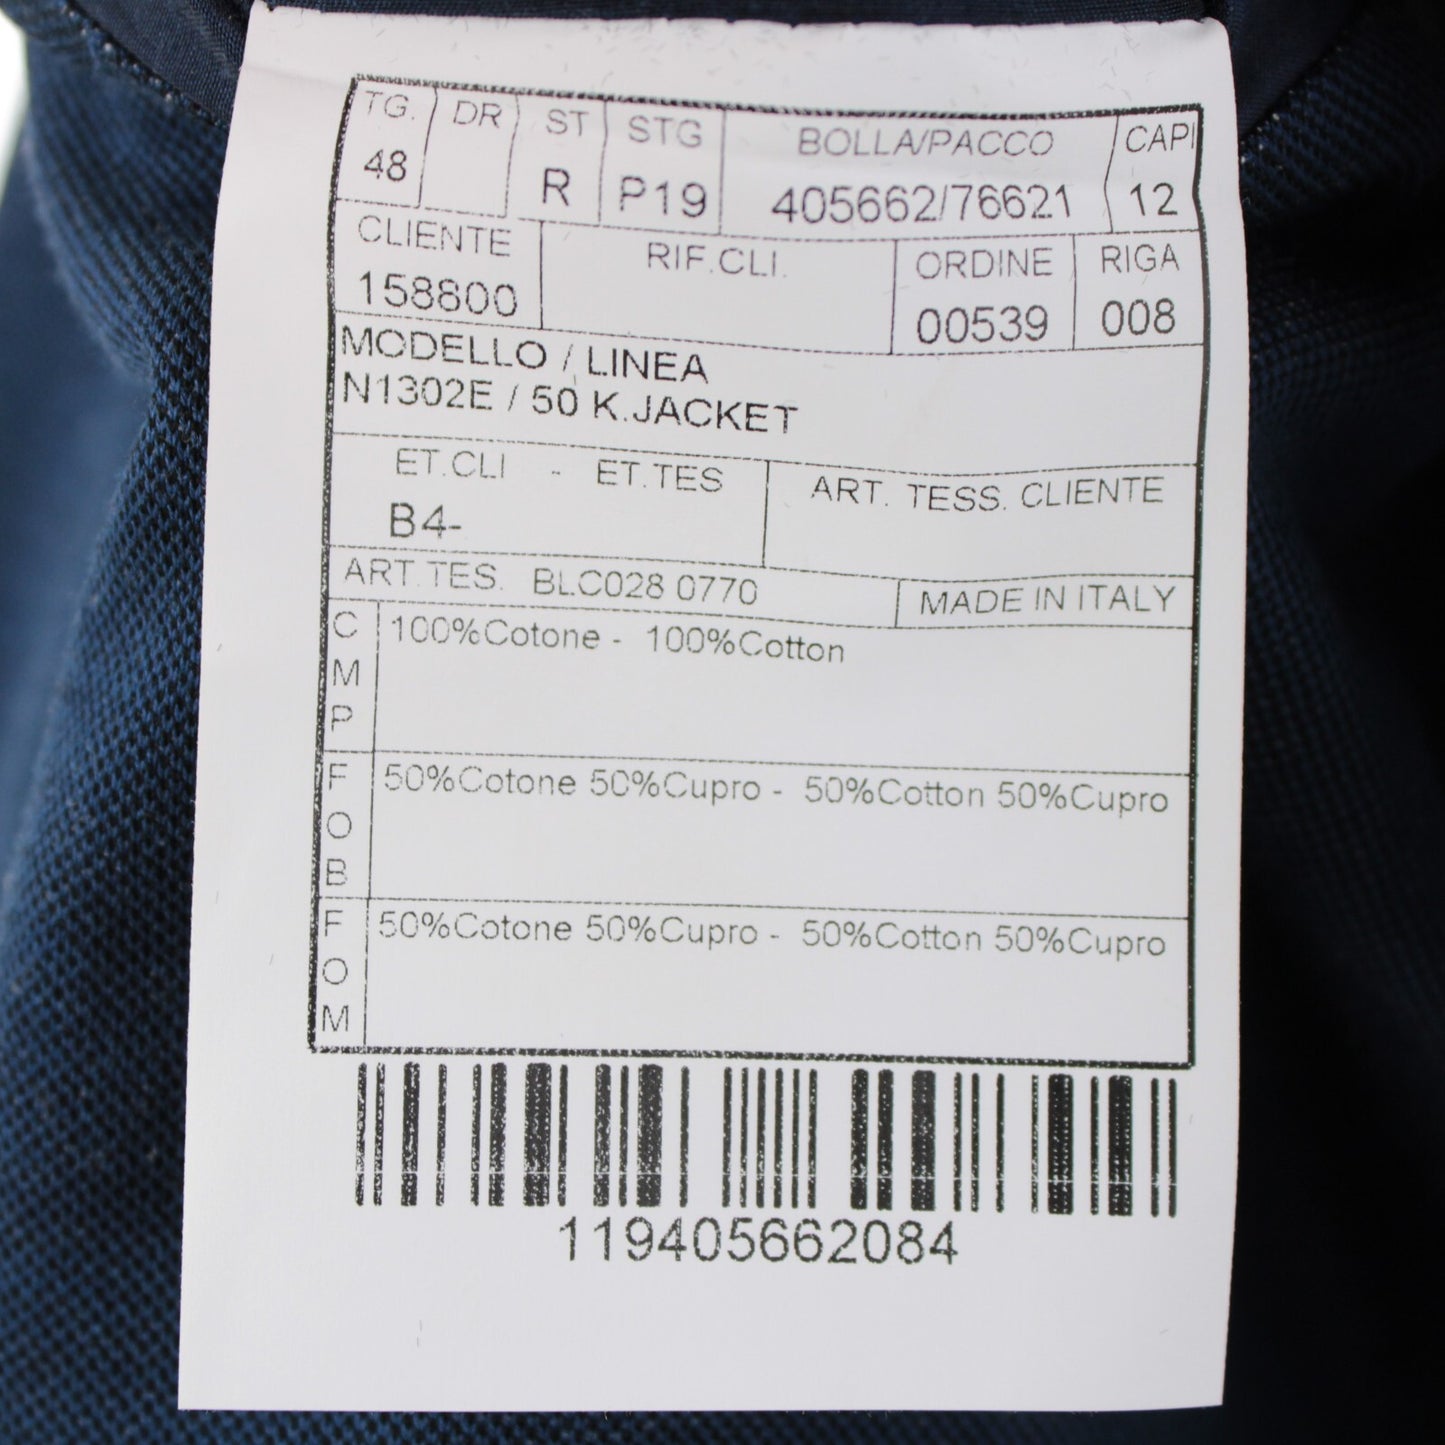 TG. DR ST STG BOLLA/PACCO CAPI
48 R P19 405662/76621 12
CLIENTE RIF.CLI. ORDINE RIGA
158800 00539 008
MODELLO / LINEA
N1302E / 50 K.JACKET
ET.CLI - ET.TES ART. TESS. CLIENTE
B4-
ART.TES. BLC028 0770 MADE IN ITALY
CMP 100%Cotone - 100%Cotton
FOB 50%Cotone 50%Cupro - 50%Cotton 50%Cupro
FOM 50%Cotone 50%Cupro - 50%Cotton 50%Cupro
119405662084